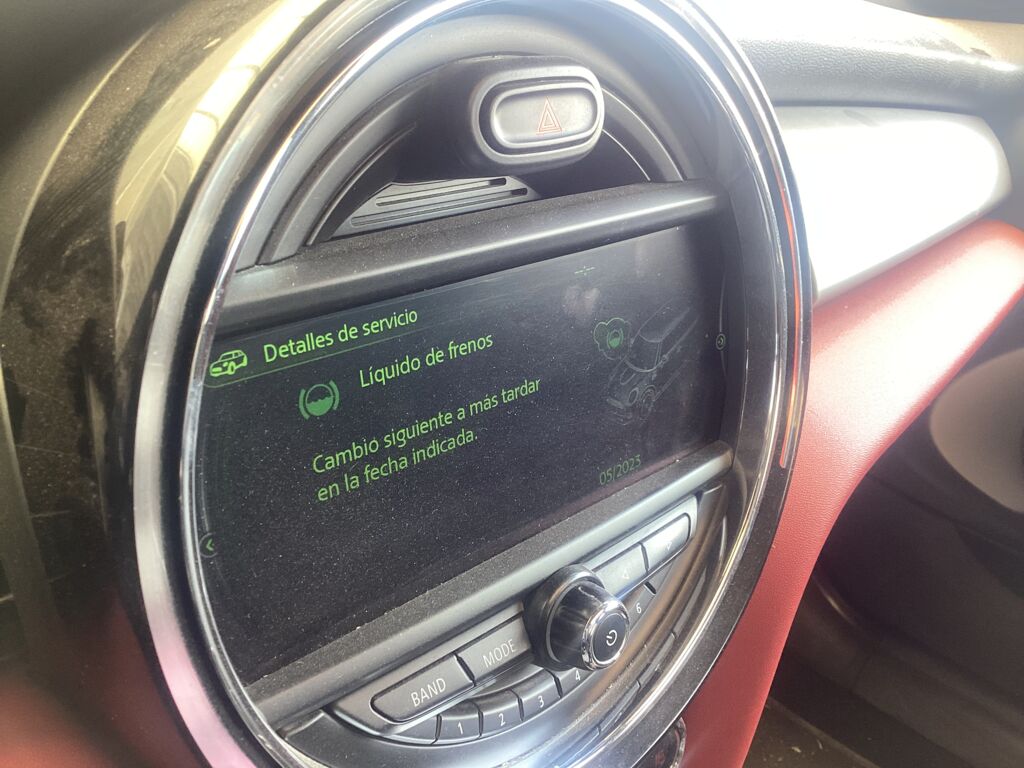 Detalles de servicio
Líquido de frenos
Cambio siguiente a más tardar
en la fecha indicada.
05/2023
BAND
MODE
1
2
3
4
6